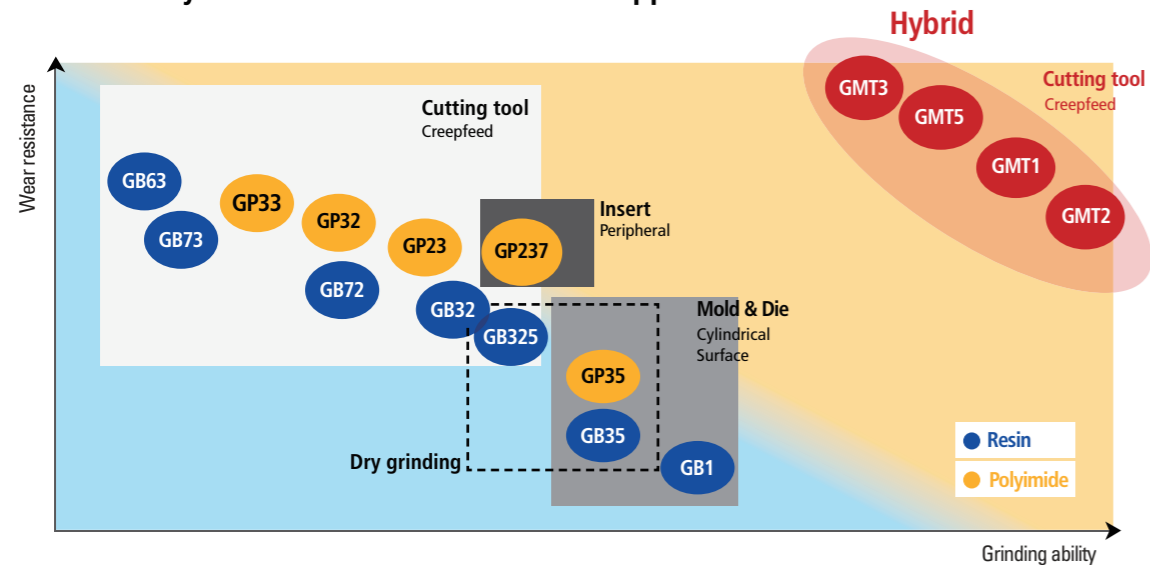 Hybrid
Cutting tool
Creepfeed
GMT3
GMT5
GMT1
GMT2
Wear resistance
Cutting tool
Creepfeed
GB63
GP33
GB73
GP32
GP23
GB72
GB32
GB325
GP237
Insert
Peripheral
Mold & Die
Cylindrical
Surface
GP35
GB35
GB1
Dry grinding
Resin
Polyimide
Grinding ability